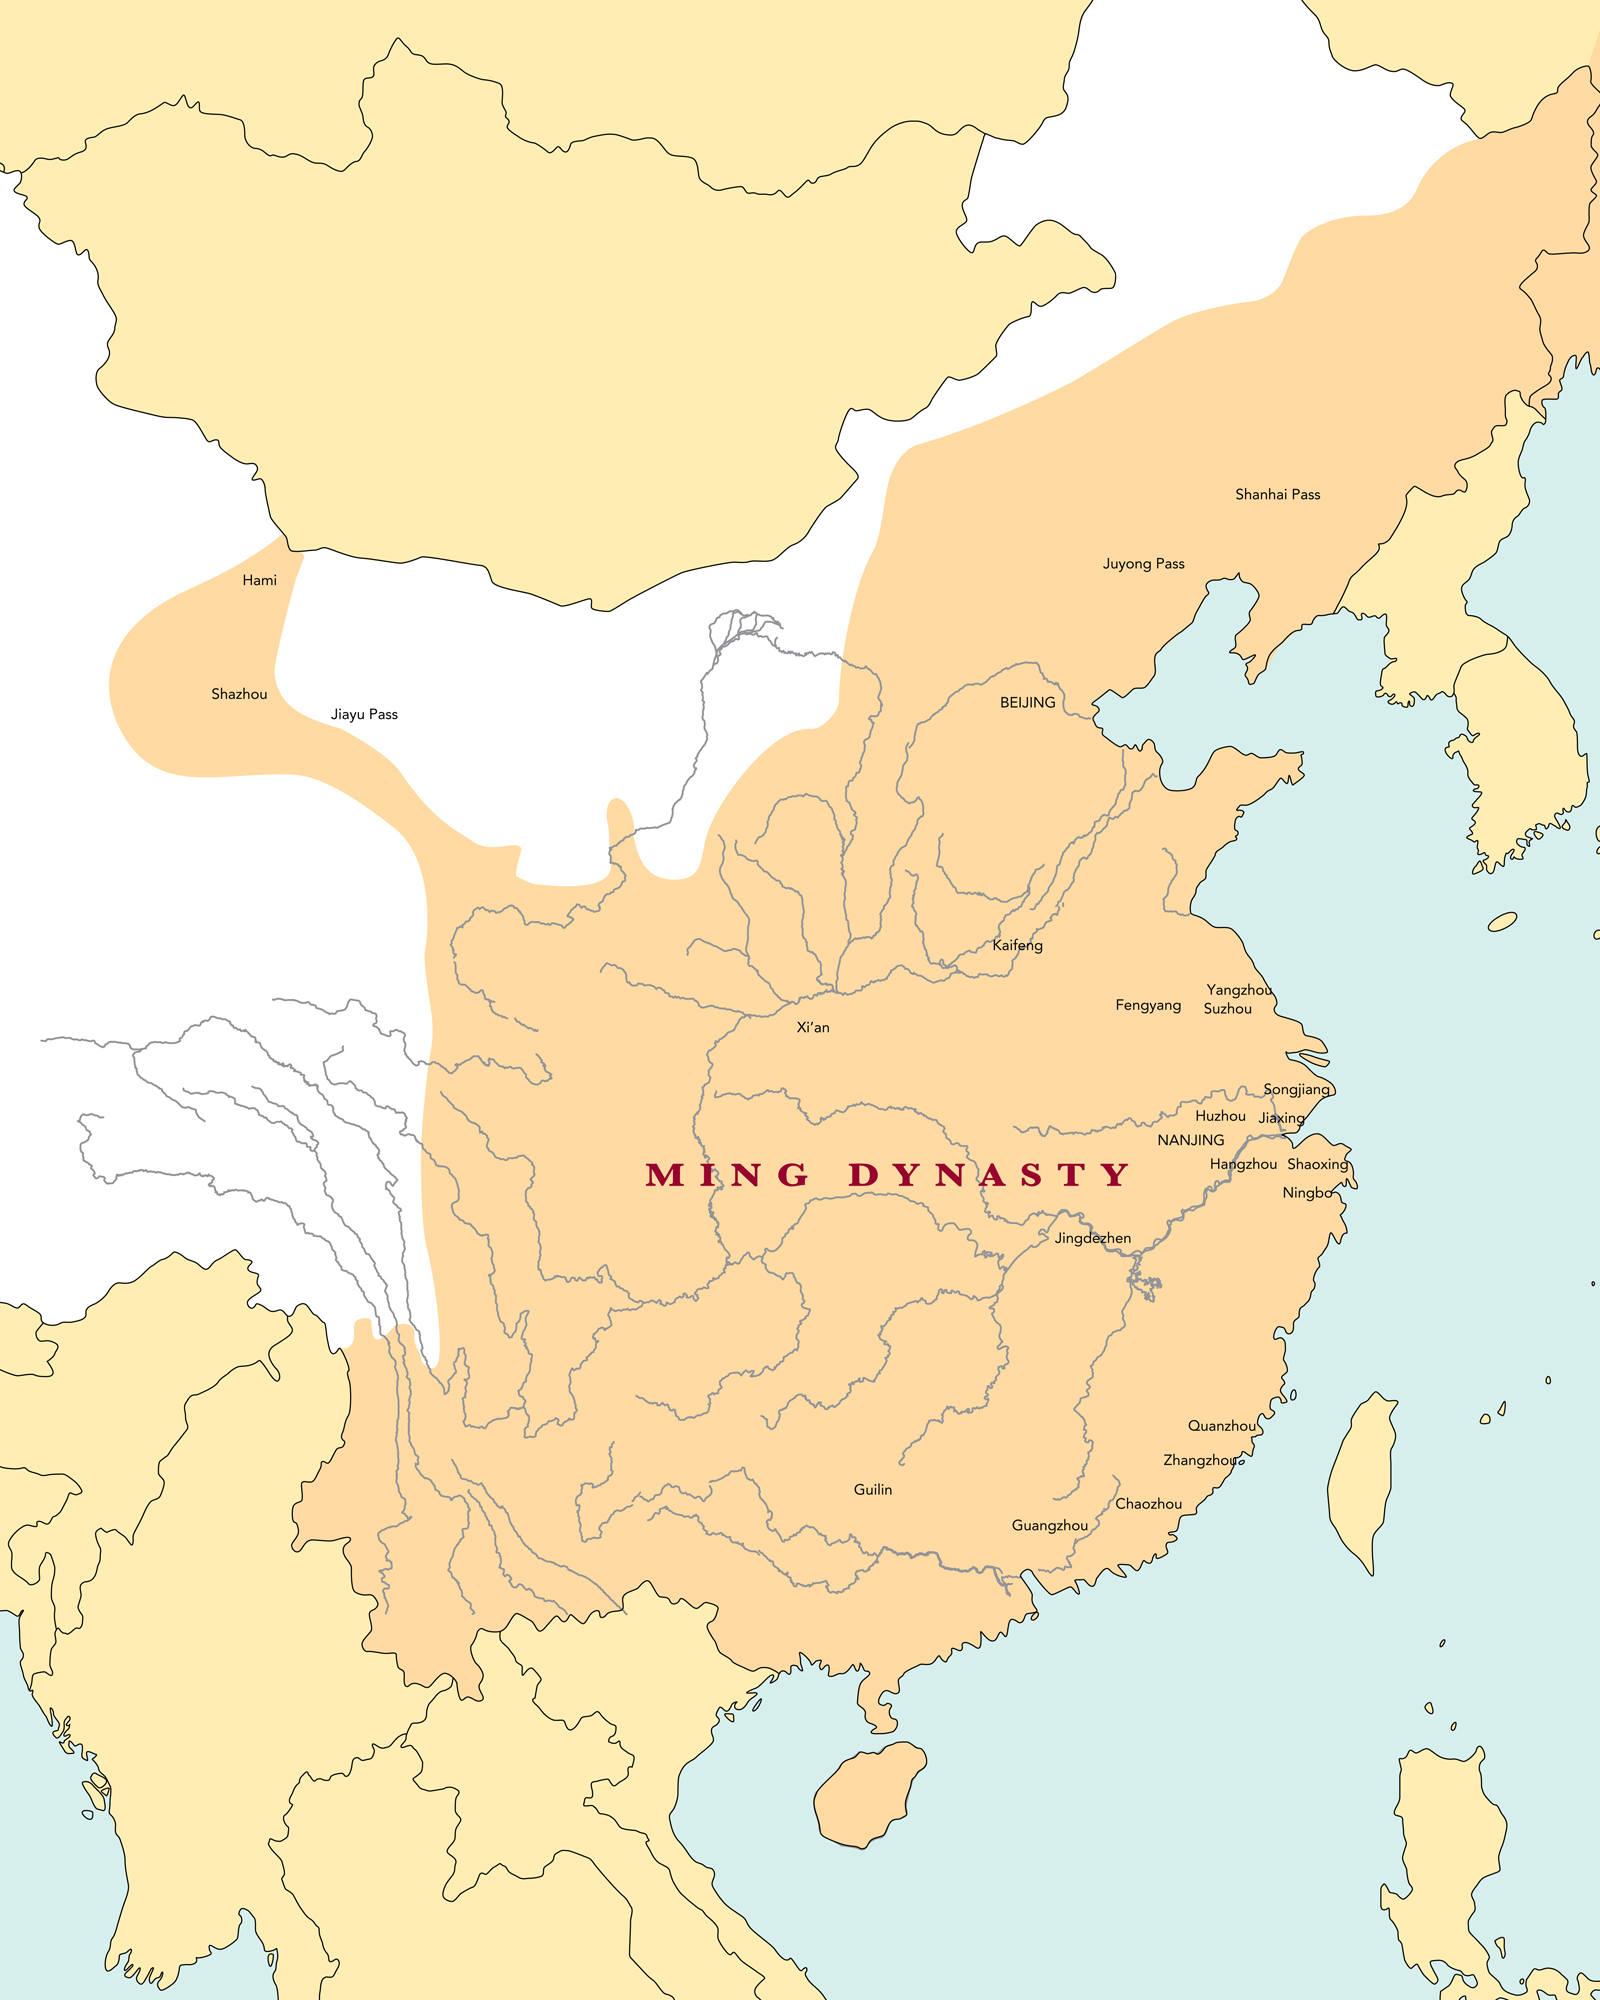 Shanhai Pass
Juyong Pass
Hami
Shazhou
Jiayu Pass
BEIJING
Kaifeng
Yangzhou
Fengyang
Suzhou
Xi’an
Songjiang
Huzhou
Jiaxing
NANJING
Hangzhou
Shaoxing
MING DYNASTY
Ningbo
Jingdezhen
Quanzhou
Zhangzhou
Guilin
Chaozhou
Guangzhou